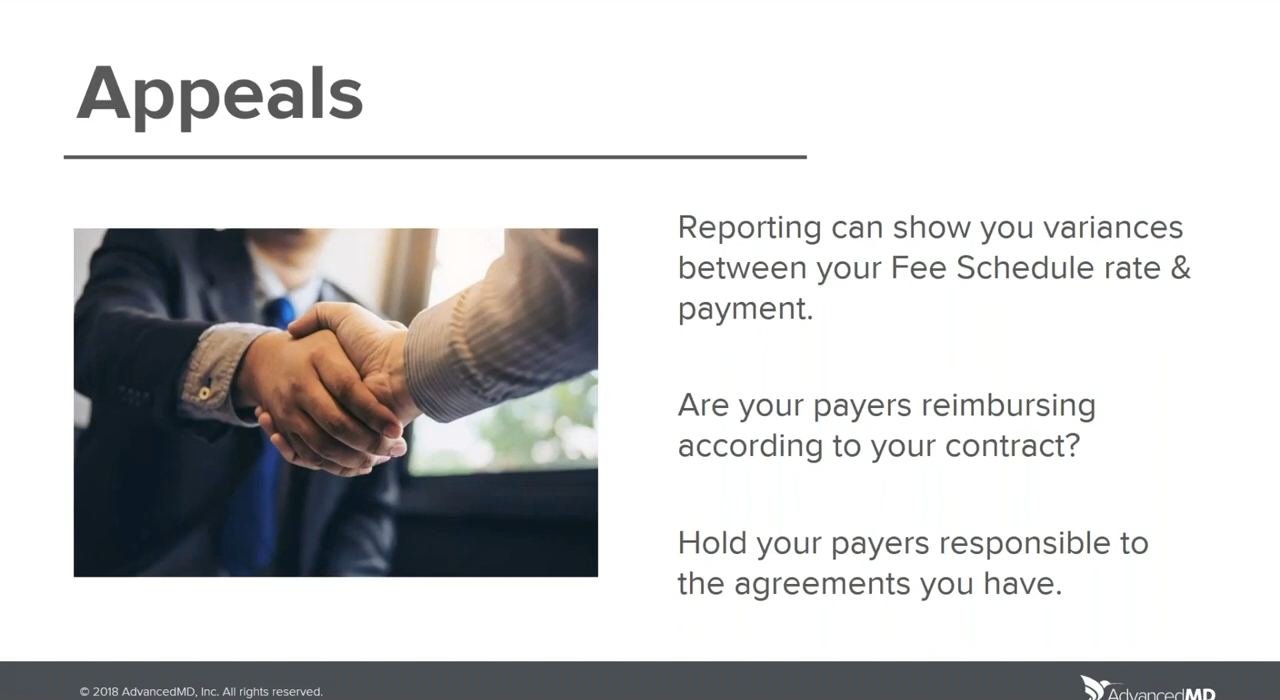 Appeals
Reporting can show you variances
between your Fee Schedule rate &
payment.
Are your payers reimbursing
according to your contract?
Hold your payers responsible to
the agreements you have.
© 2018 AdvancedMD, Inc. All rights reserved.
AdvancedMD